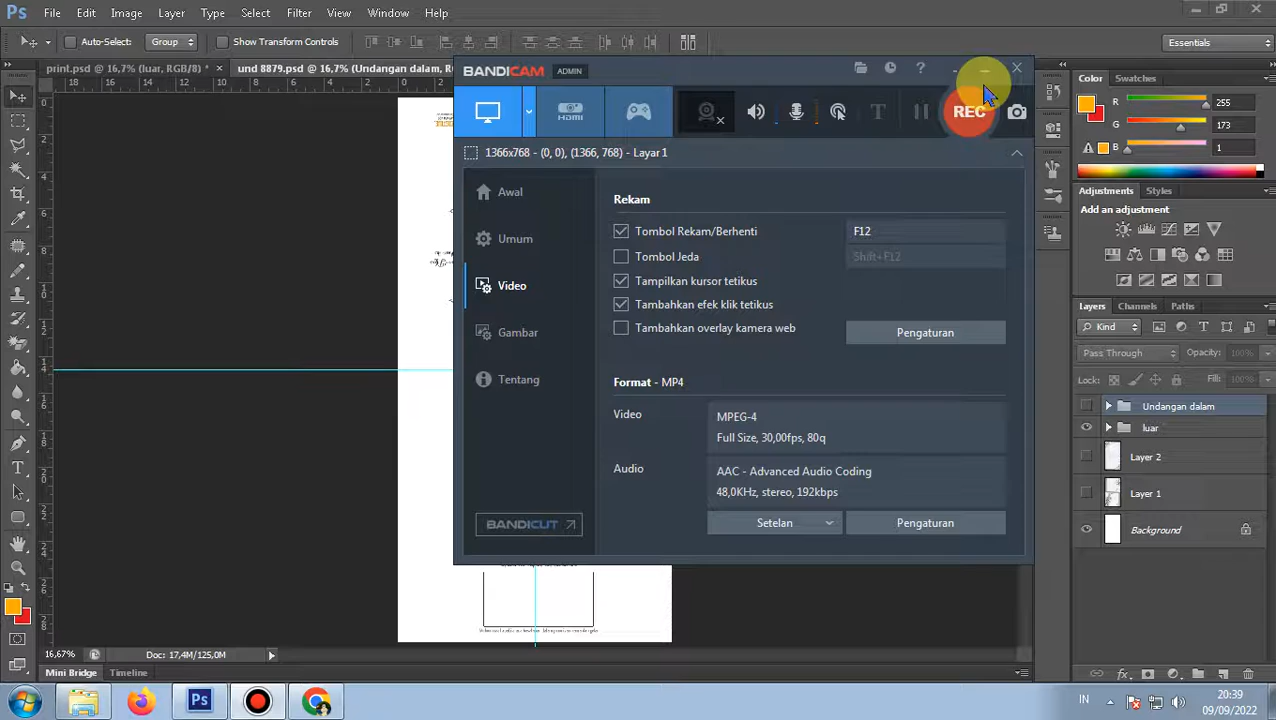 Ps File Edit Image Layer Type Select Filter View Window Help
Auto-Select: Group Show Transform Controls Essentials
print.psd @ 16,7% (luar, RGB/8) * × und 8879.psd @ 16,7% (Undangan dalam, R
BANDICAM ADMIN
REC
1366x768 - (0, 0), (1366, 768) - Layar 1
Awal
Umum
Video
Gambar
Tentang
BANDICUT
Rekam
Tombol Rekam/Berhenti F12
Tombol Jeda Shift+F12
Tampilkan kursor tetikus
Tambahkan efek klik tetikus
Tambahkan overlay kamera web Pengaturan
Format - MP4
Video MPEG-4
Full Size, 30,00fps, 80q
Audio AAC - Advanced Audio Coding
48,0KHz, stereo, 192kbps
Setelan Pengaturan
Color Swatches
R 255
G 173
B 1
Adjustments Styles
Add an adjustment
Layers Channels Paths
Kind
Pass Through Opacity: 100%
Lock: Fill: 100%
Undangan dalam
luar
Layer 2
Layer 1
Background
16,67% Doc: 17,4M/125,0M
Mini Bridge Timeline
Ps
IN 20:39
09/09/2022